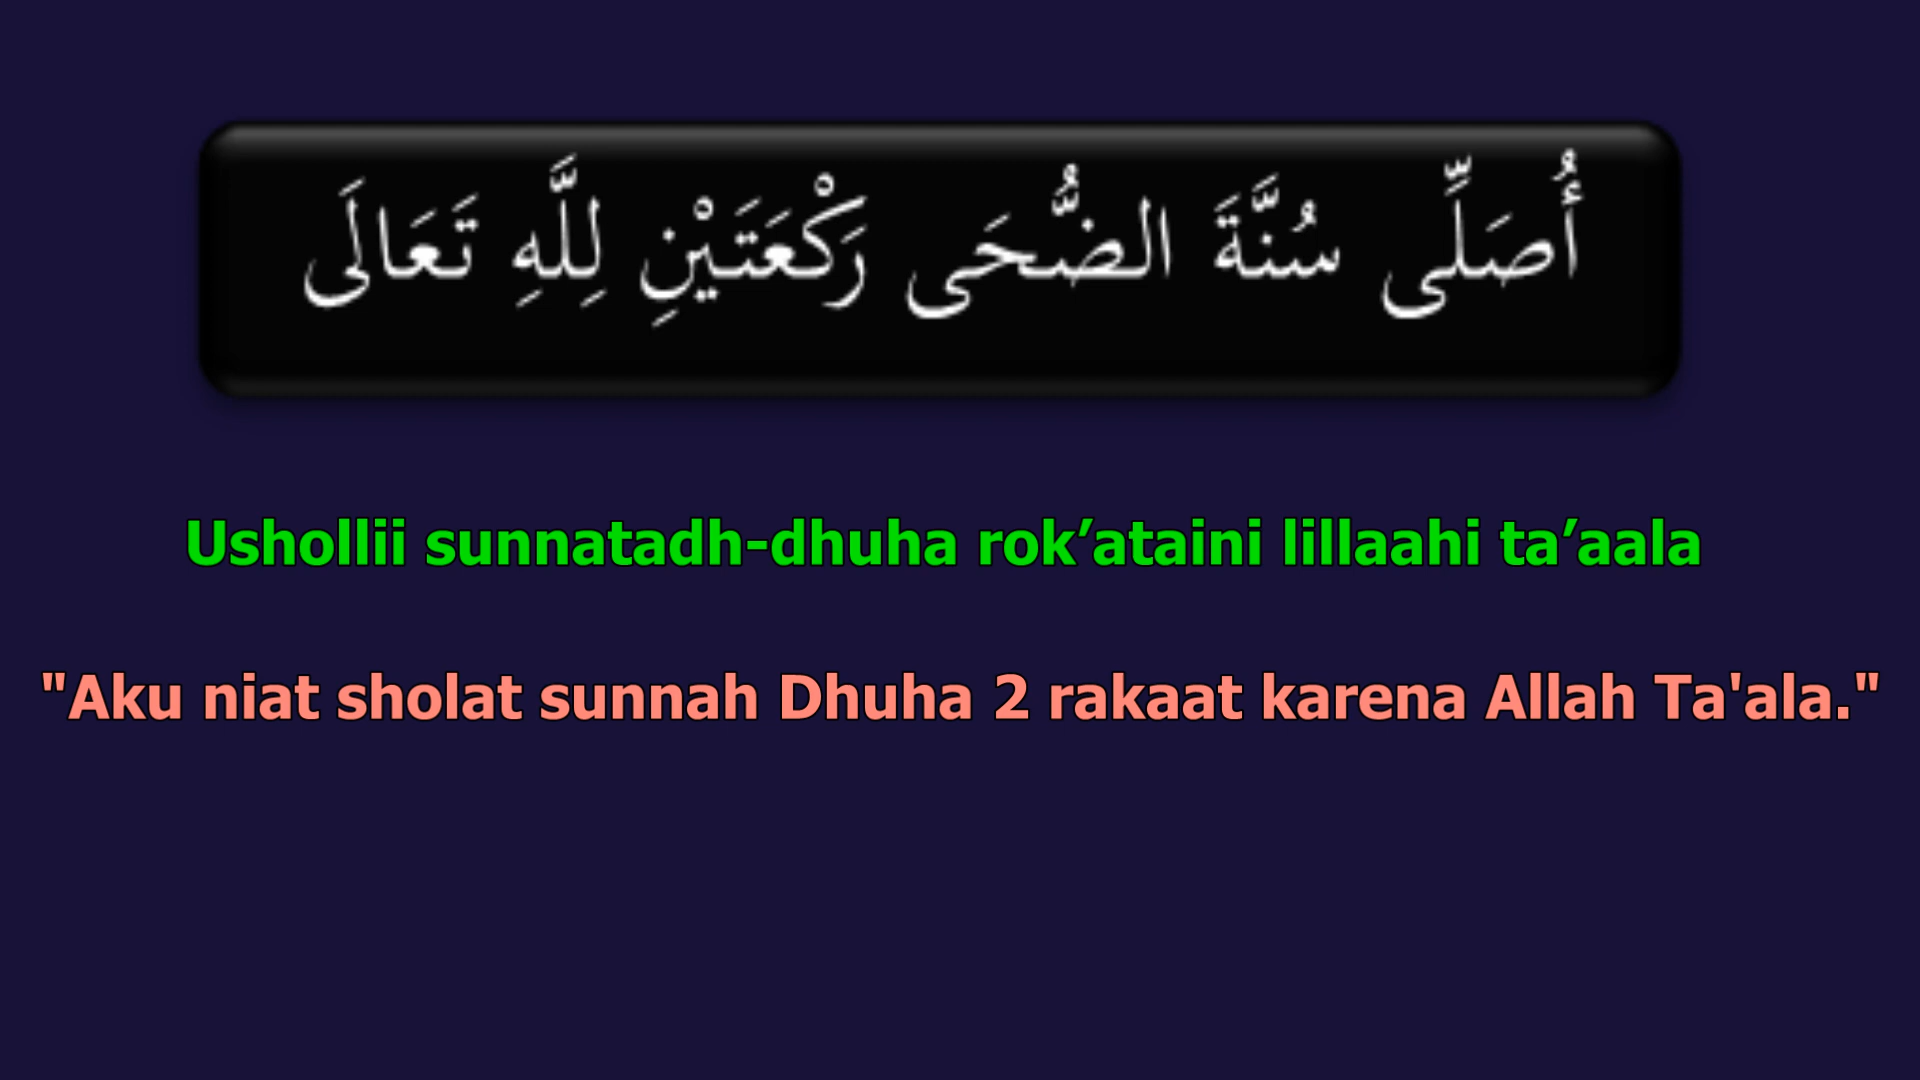 أُصَلِّى سُنَّةَ الضُّحَى رَكْعَتَيْنِ لِلَّهِ تَعَالَى
Ushollii sunnatadh-dhuha rok’ataini lillaahi ta’aala
"Aku niat sholat sunnah Dhuha 2 rakaat karena Allah Ta'ala."